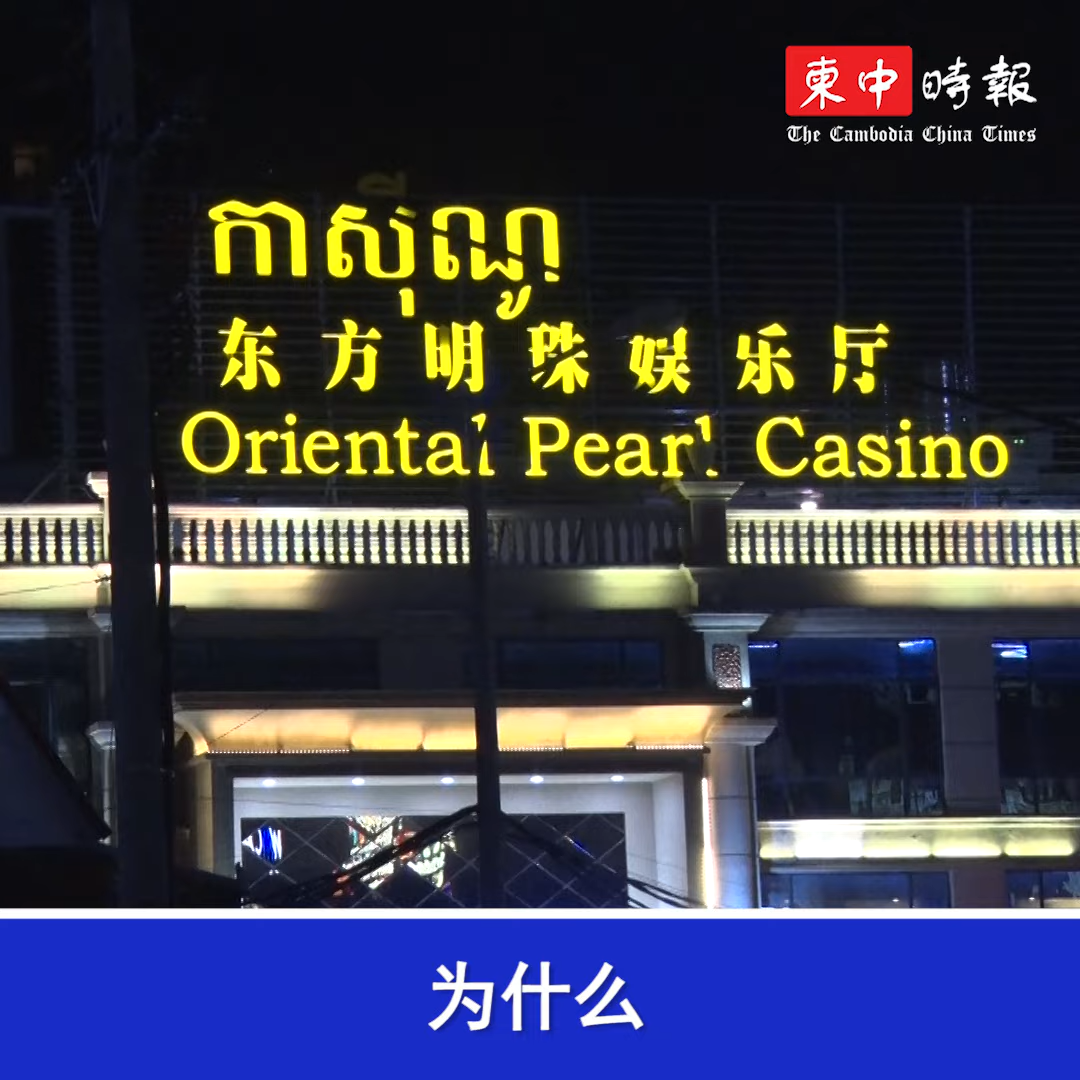 柬中時報
The Cambodia China Times
កាស៊ីណូ
东方明珠娱乐厅
Oriental Pearl Casino
为什么